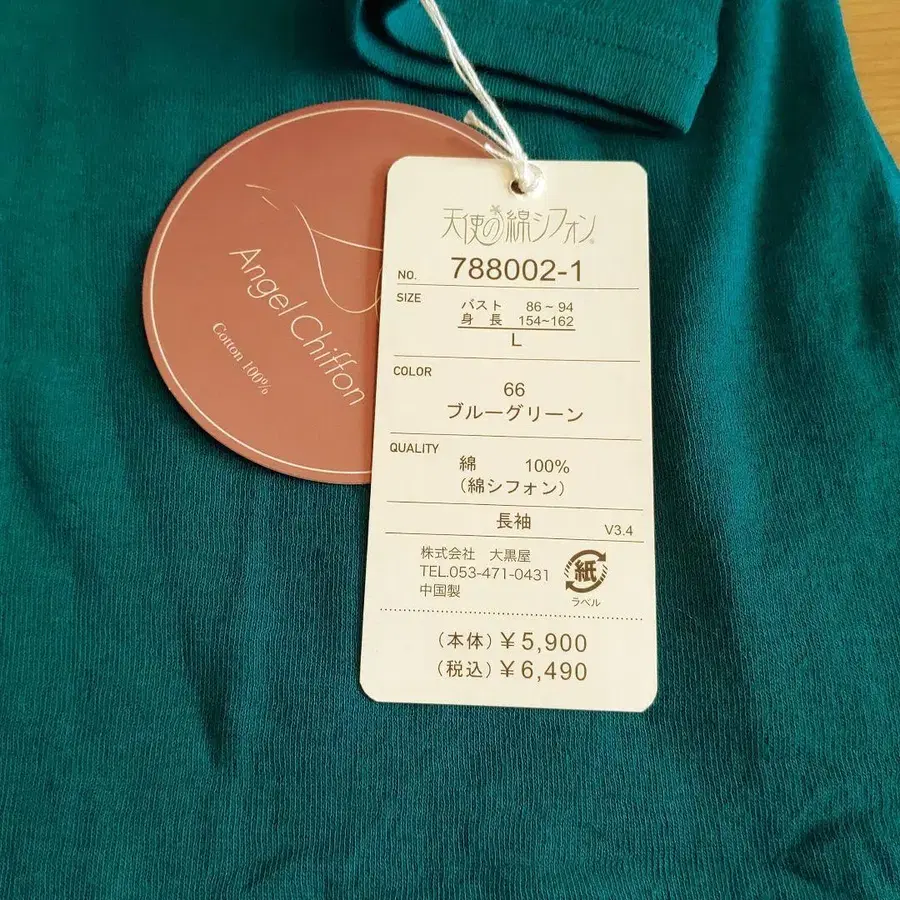 Angel Chiffon
Cotton 100%
天使の綿シフォン®
NO. 788002-1
SIZE
バスト 86~94
身長 154~162
L
COLOR
66
ブルーグリーン
QUALITY
綿 100%
(綿シフォン)
長袖 V3.4
株式会社 大黒屋
TEL.053-471-0431
中国製
紙
ラベル
(本体) ¥5,900
(税込) ¥6,490